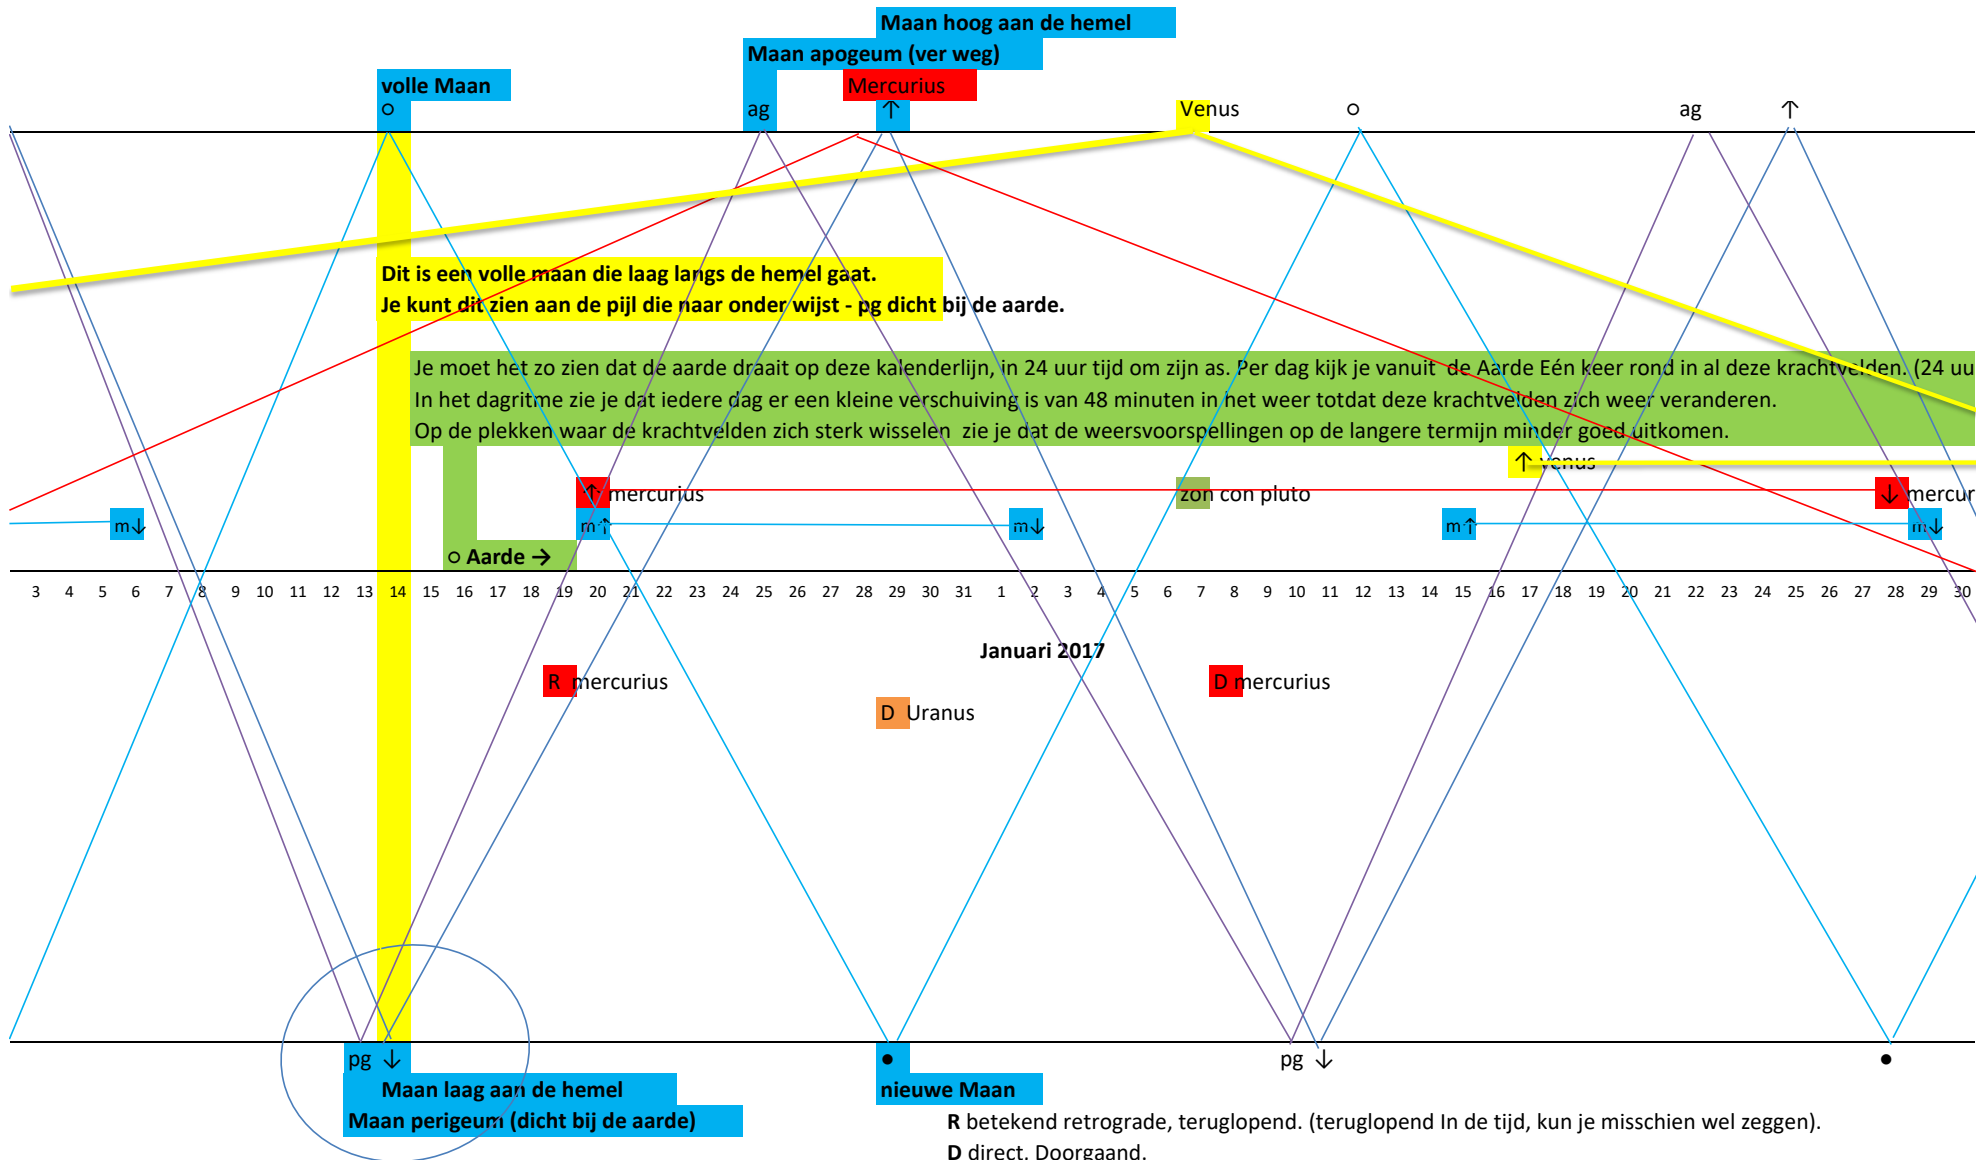 Maan hoog aan de hemel
Maan apogeum (ver weg)
volle Maan Mercurius
○ ag ↑ Venus ○ ag ↑
Dit is een volle maan die laag langs de hemel gaat.
Je kunt dit zien aan de pijl die naar onder wijst - pg dicht bij de aarde.
Je moet het zo zien dat de aarde draait op deze kalenderlijn, in 24 uur tijd om zijn as. Per dag kijk je vanuit de Aarde Eén keer rond in al deze krachtvelden. (24 uu
In het dagritme zie je dat iedere dag er een kleine verschuiving is van 48 minuten in het weer totdat deze krachtvelden zich weer veranderen.
Op de plekken waar de krachtvelden zich sterk wisselen zie je dat de weersvoorspellingen op de langere termijn minder goed uitkomen.
↑ venus
↑ mercurius zon con pluto ↓ mercur
m↓ m↑ m↓ m↑ m↓
○ Aarde →
3 4 5 6 7 8 9 10 11 12 13 14 15 16 17 18 19 20 21 22 23 24 25 26 27 28 29 30 31 1 2 3 4 5 6 7 8 9 10 11 12 13 14 15 16 17 18 19 20 21 22 23 24 25 26 27 28 29 30
Januari 2017
R mercurius D mercurius
D Uranus
pg ↓ ● pg ↓ ●
Maan laag aan de hemel nieuwe Maan
Maan perigeum (dicht bij de aarde) R betekend retrograde, teruglopend. (teruglopend In de tijd, kun je misschien wel zeggen).
D direct. Doorgaand.